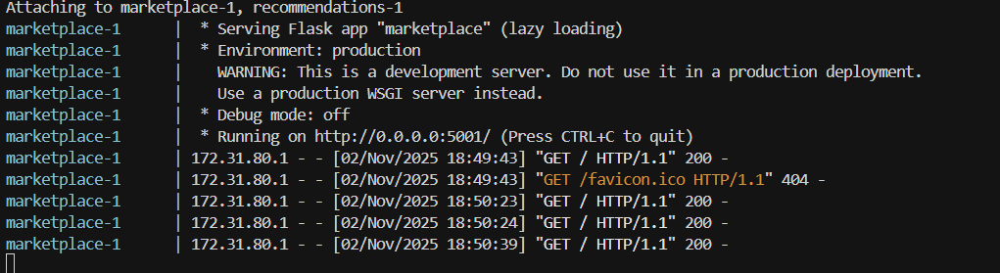 Attaching to marketplace-1, recommendations-1
marketplace-1       |  * Serving Flask app "marketplace" (lazy loading)
marketplace-1       |  * Environment: production
marketplace-1       |    WARNING: This is a development server. Do not use it in a production deployment.
marketplace-1       |    Use a production WSGI server instead.
marketplace-1       |  * Debug mode: off
marketplace-1       |  * Running on http://0.0.0.0:5001/ (Press CTRL+C to quit)
marketplace-1       | 172.31.80.1 - - [02/Nov/2025 18:49:43] "GET / HTTP/1.1" 200 -
marketplace-1       | 172.31.80.1 - - [02/Nov/2025 18:49:43] "GET /favicon.ico HTTP/1.1" 404 -
marketplace-1       | 172.31.80.1 - - [02/Nov/2025 18:50:23] "GET / HTTP/1.1" 200 -
marketplace-1       | 172.31.80.1 - - [02/Nov/2025 18:50:24] "GET / HTTP/1.1" 200 -
marketplace-1       | 172.31.80.1 - - [02/Nov/2025 18:50:39] "GET / HTTP/1.1" 200 -